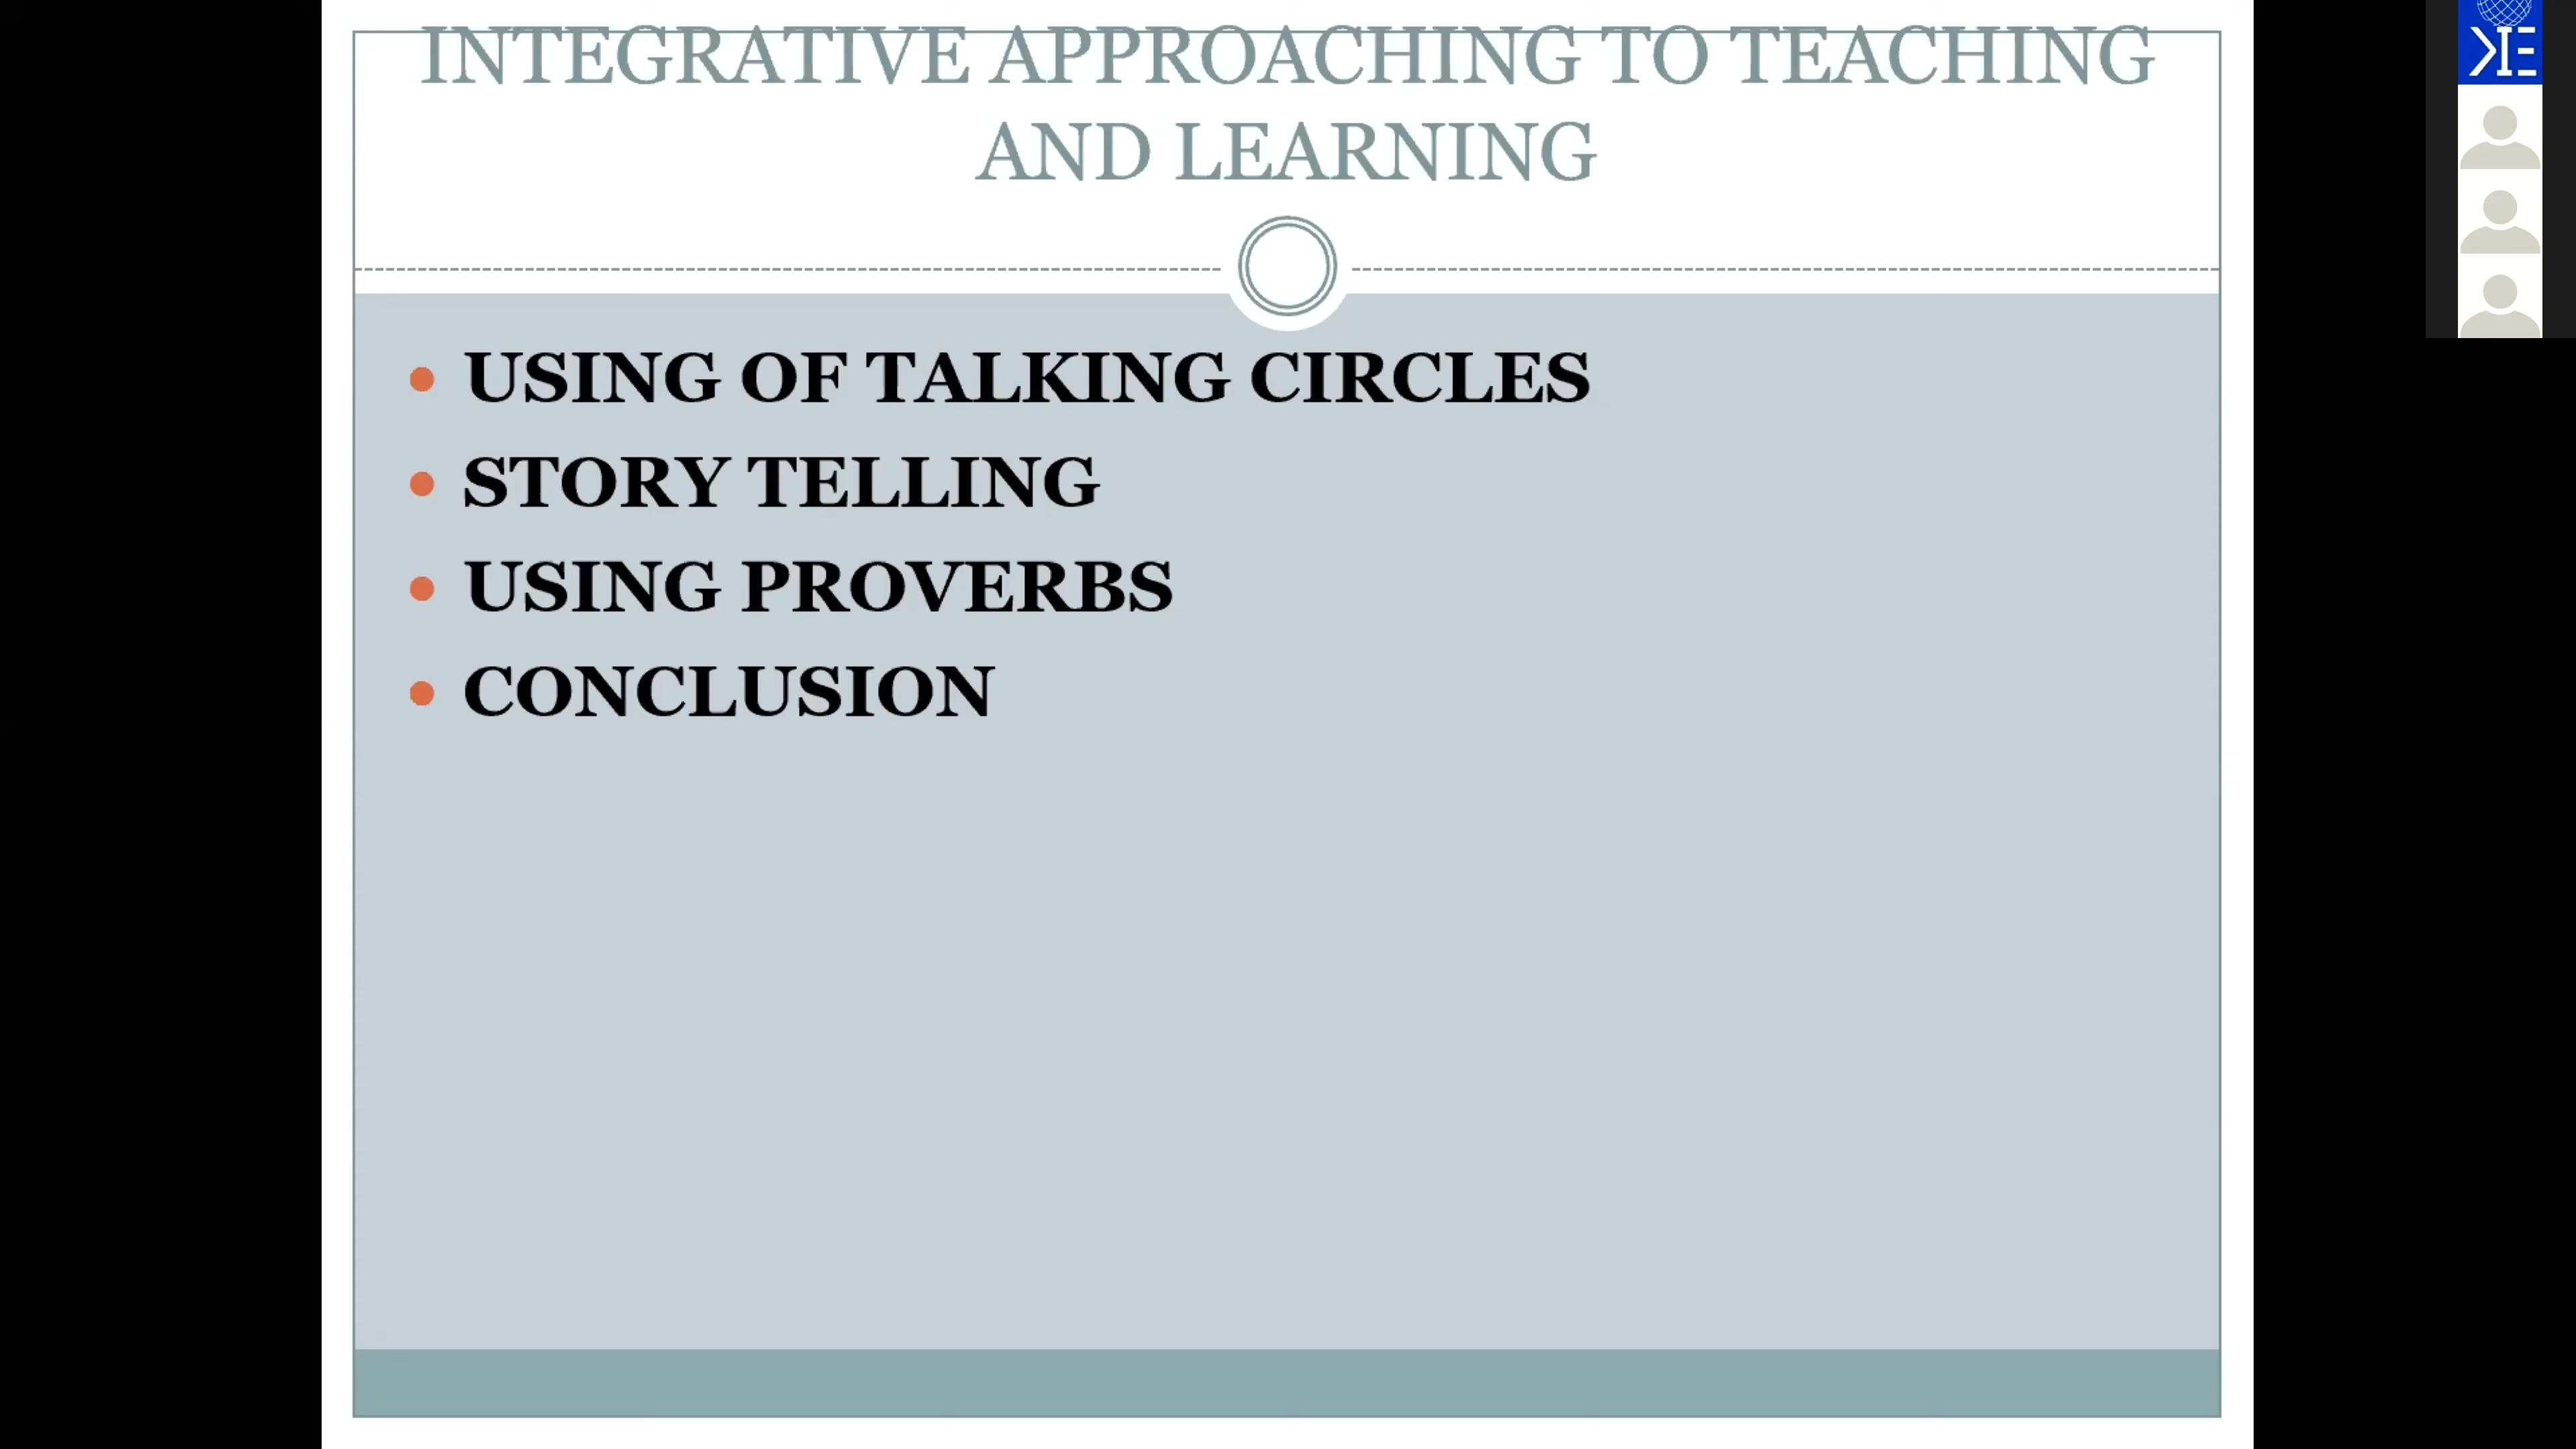 INTEGRATIVE APPROACHING TO TEACHING
AND LEARNING
USING OF TALKING CIRCLES
STORY TELLING
USING PROVERBS
CONCLUSION